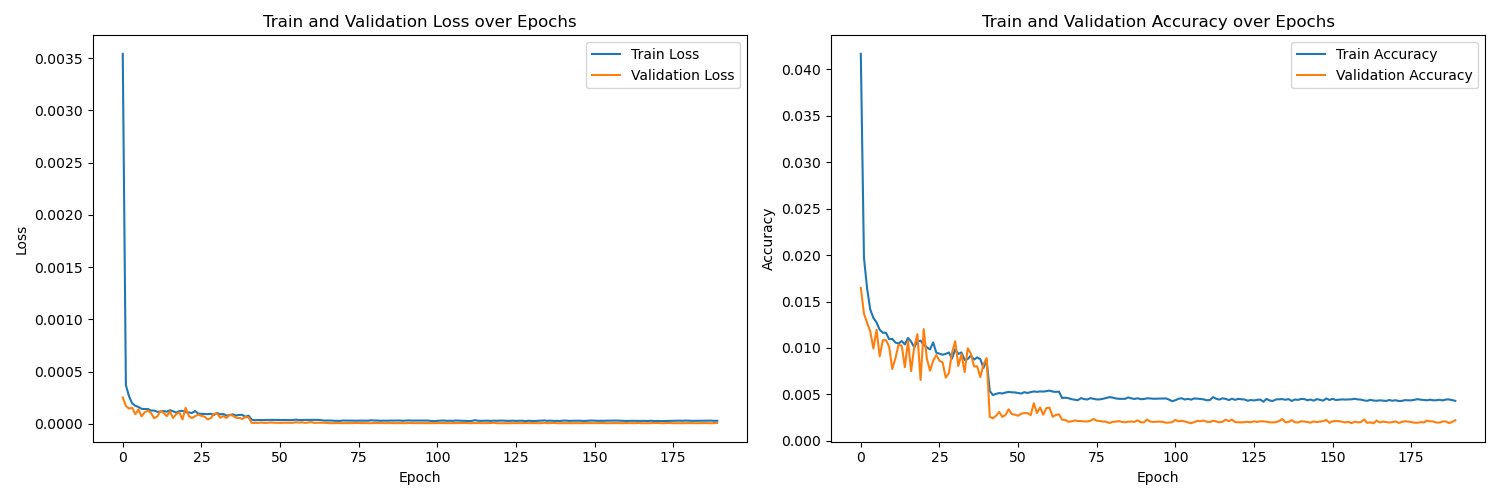 Train and Validation Loss over Epochs
Train Loss
Validation Loss
0.0035
0.0030
0.0025
0.0020
0.0015
0.0010
0.0005
0.0000
Loss
0 25 50 75 100 125 150 175
Epoch
Train and Validation Accuracy over Epochs
Train Accuracy
Validation Accuracy
0.040
0.035
0.030
0.025
0.020
0.015
0.010
0.005
0.000
Accuracy
0 25 50 75 100 125 150 175
Epoch